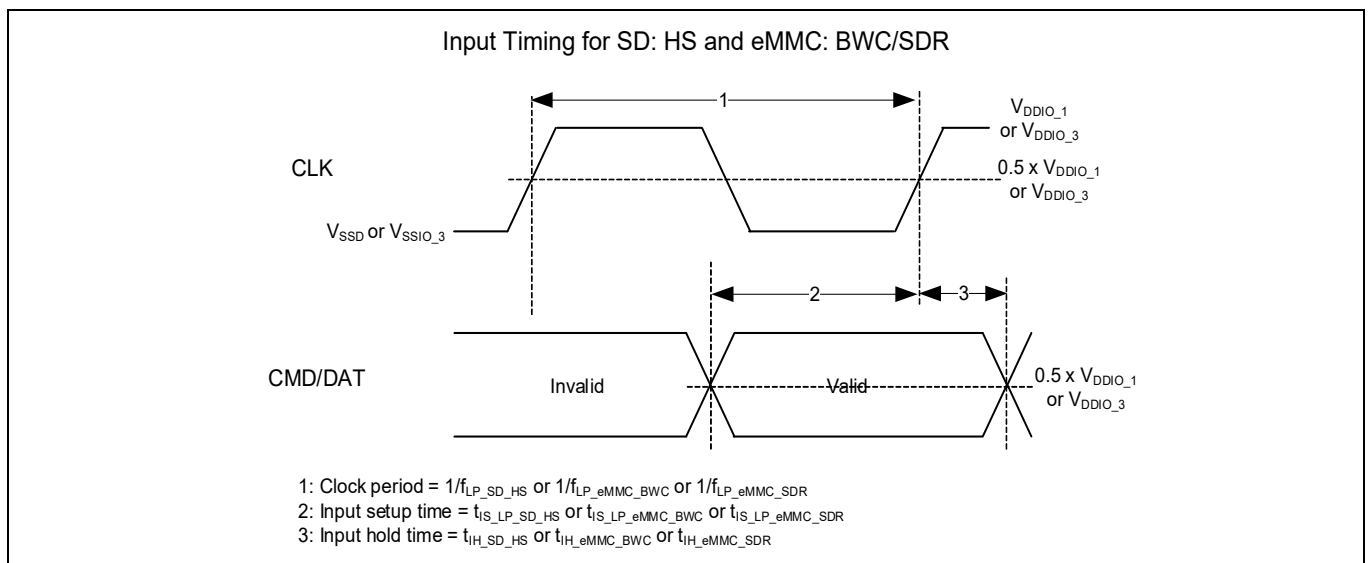 Input Timing for SD: HS and eMMC: BWC/SDR
1
V_DDIO_1
or V_DDIO_3
CLK
0.5 x V_DDIO_1
or V_DDIO_3
V_SSD or V_SSIO_3
2
3
CMD/DAT
Invalid
Valid
0.5 x V_DDIO_1
or V_DDIO_3
1: Clock period = 1/f_LP_SD_HS or 1/f_LP_eMMC_BWC or 1/f_LP_eMMC_SDR
2: Input setup time = t_IS_LP_SD_HS or t_IS_LP_eMMC_BWC or t_IS_LP_eMMC_SDR
3: Input hold time = t_IH_SD_HS or t_IH_eMMC_BWC or t_IH_eMMC_SDR